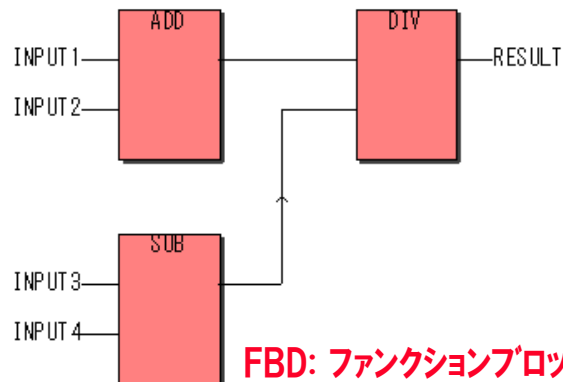 ADD
DIV
INPUT1
RESULT
INPUT2
SUB
INPUT3
INPUT4
FBD: ファンクションブロッ